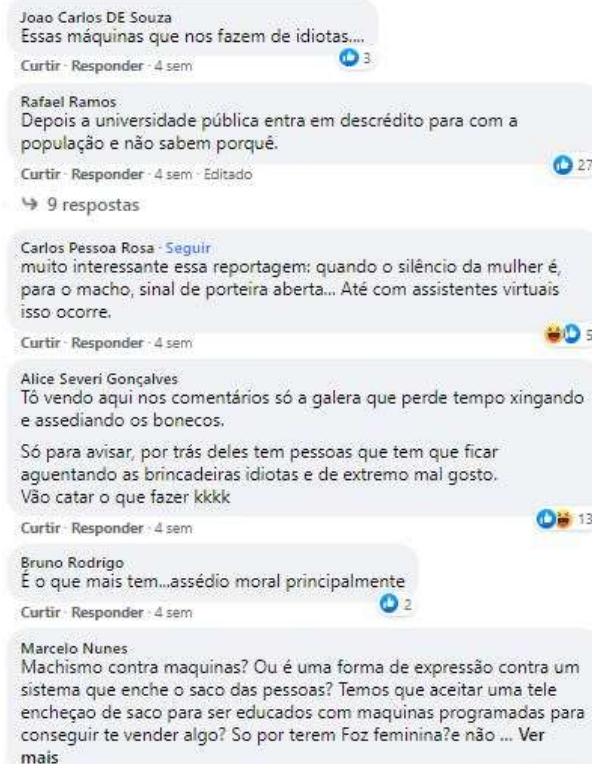 Joao Carlos DE Souza
Essas máquinas que nos fazem de idiotas....
Curtir · Responder · 4 sem
3
Rafael Ramos
Depois a universidade pública entra em descrédito para com a
população e não sabem porquê.
Curtir · Responder · 4 sem · Editado
27
9 respostas
Carlos Pessoa Rosa · Seguir
muito interessante essa reportagem: quando o silêncio da mulher é,
para o macho, sinal de porteira aberta... Até com assistentes virtuais
isso ocorre.
Curtir · Responder · 4 sem
5
Alice Severi Gonçalves
Tô vendo aqui nos comentários só a galera que perde tempo xingando
e assediando os bonecos.
Só para avisar, por trás deles tem pessoas que tem que ficar
aguentando as brincadeiras idiotas e de extremo mal gosto.
Vão catar o que fazer kkkk
Curtir · Responder · 4 sem
13
Bruno Rodrigo
É o que mais tem...assédio moral principalmente
Curtir · Responder · 4 sem
2
Marcelo Nunes
Machismo contra maquinas? Ou é uma forma de expressão contra um
sistema que enche o saco das pessoas? Temos que aceitar uma tele
encheçao de saco para ser educados com maquinas programadas para
conseguir te vender algo? So por terem Foz feminina?e não ... Ver
mais